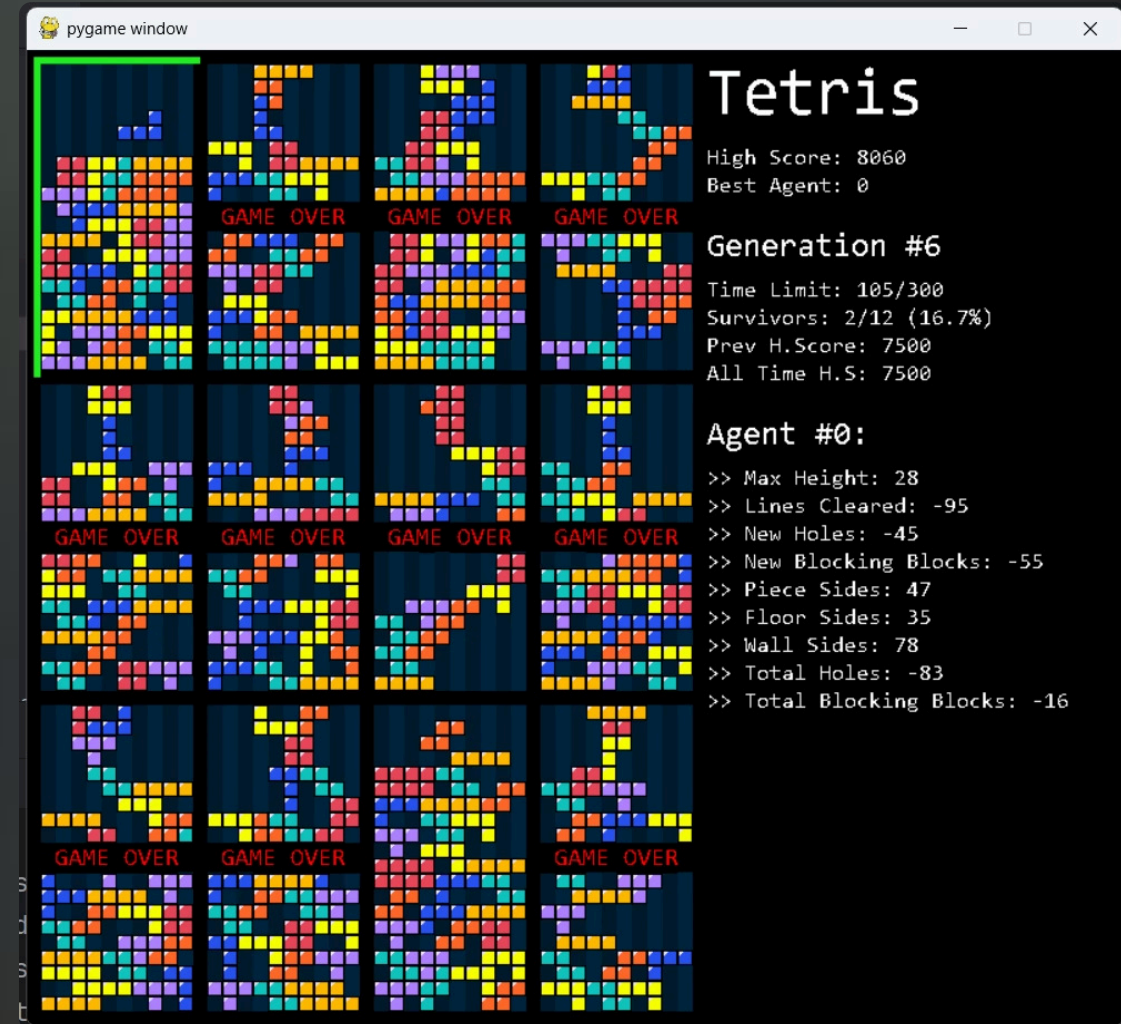 pygame window
Tetris
High Score: 8060
Best Agent: 0
Generation #6
Time Limit: 105/300
Survivors: 2/12 (16.7%)
Prev H.Score: 7500
All Time H.S: 7500
Agent #0:
>> Max Height: 28
>> Lines Cleared: -95
>> New Holes: -45
>> New Blocking Blocks: -55
>> Piece Sides: 47
>> Floor Sides: 35
>> Wall Sides: 78
>> Total Holes: -83
>> Total Blocking Blocks: -16
GAME OVER
GAME OVER
GAME OVER
GAME OVER
GAME OVER
GAME OVER
GAME OVER
GAME OVER
GAME OVER
GAME OVER